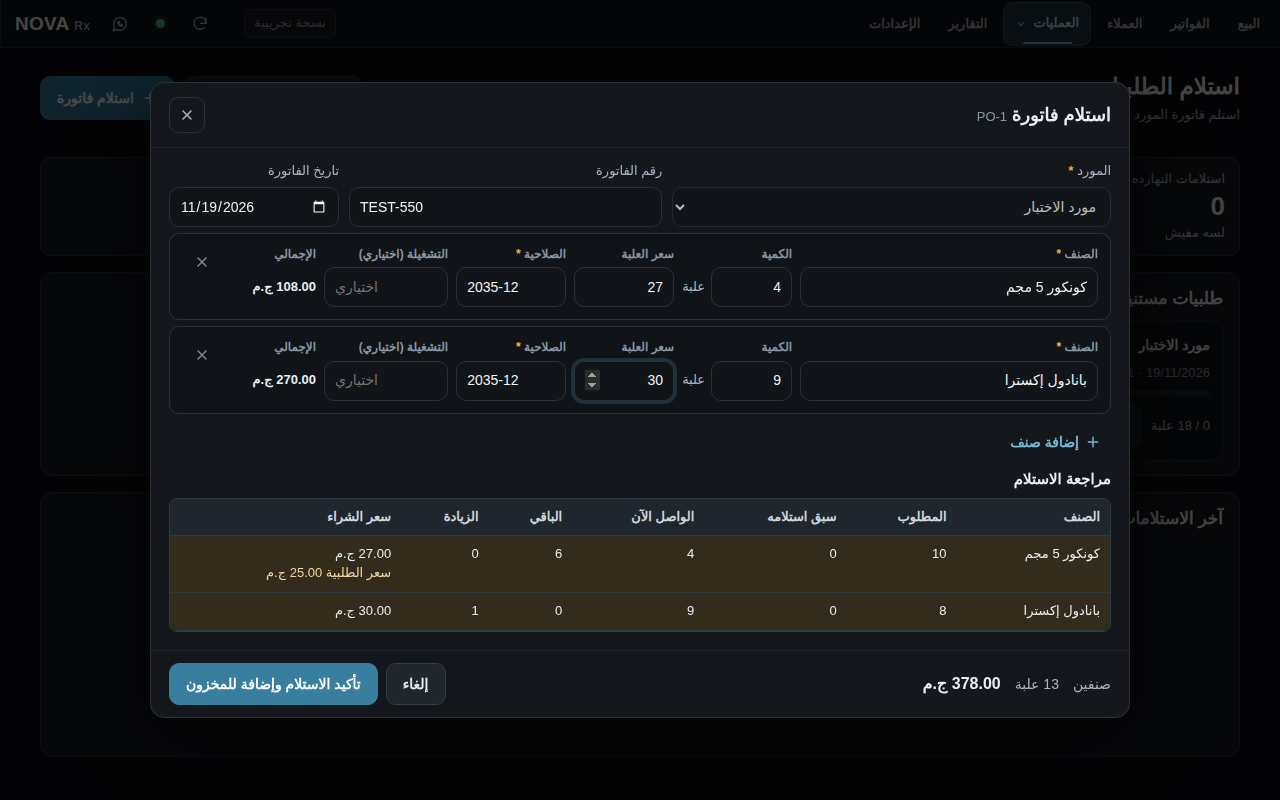 البيع
الفواتير
العملاء
العمليات
التقارير
الإعدادات
نسخة تجريبية
NOVA Rx
استلام الطلبيا
استلم فاتورة المورد
استلام فاتورة
استلامات النهارده
0
لسه مفيش
طلبيات مستنية
مورد الاختبار
19/11/2026
0 / 18 علبة
آخر الاستلامات
استلام فاتورة PO-1
المورد *
رقم الفاتورة
تاريخ الفاتورة
مورد الاختبار
TEST-550
11/19/2026
الصنف *
الكمية
سعر العلبة
الصلاحية *
التشغيلة (اختياري)
الإجمالي
كونكور 5 مجم
4
علبة
27
2035-12
اختياري
108.00 ج.م
الصنف *
الكمية
سعر العلبة
الصلاحية *
التشغيلة (اختياري)
الإجمالي
بانادول إكسترا
9
علبة
30
2035-12
اختياري
270.00 ج.م
إضافة صنف
مراجعة الاستلام
الصنف
المطلوب
سبق استلامه
الواصل الآن
الباقي
الزيادة
سعر الشراء
كونكور 5 مجم
10
0
4
6
0
27.00 ج.م
سعر الطلبية 25.00 ج.م
بانادول إكسترا
8
0
9
0
1
30.00 ج.م
صنفين
13 علبة
378.00 ج.م
إلغاء
تأكيد الاستلام وإضافة للمخزون